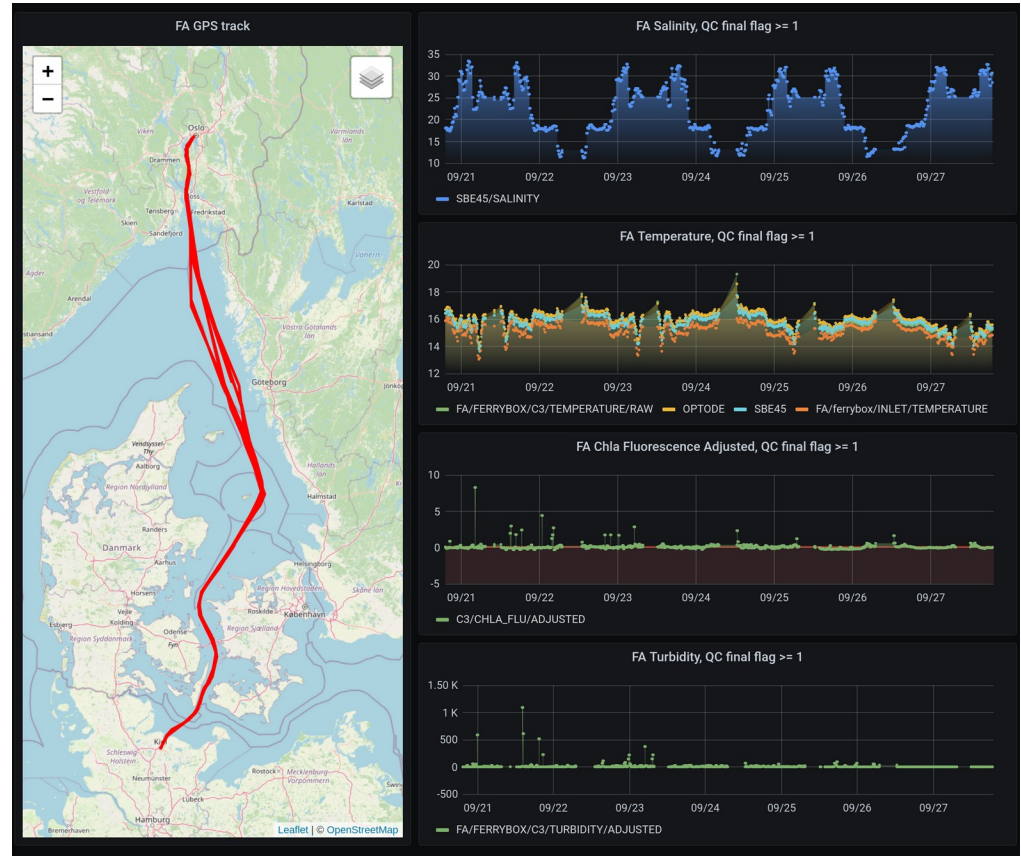 FA GPS track
+
−
Oslo
Viken
Drammen
Värmlands
län
Vestfold-
og Telemark
Moss
Karlstad
Tønsberg
Fredrikstad
Skien
Sandefjord
Vänern
Agder
Arendal
Kristiansand
Västra Götalands
län
Göteborg
Jönköp
Vendsyssel-
Thy
Aalborg
Hallands
län
Region Nordjylland
Halmstad
Randers
Danmark
Aarhus
Helsingborg
Region Hovedstaden
Skåne län
Horsens
Roskilde
København
Vejle
Esbjerg
Kolding
Odense
Region Sjælland
Region Syddanmark
Fyn
Kiel
Schleswig-
Holstein
Rostock
Mecklenburg-
Vorpommern
Neumünster
Swin
Lübeck
Hamburg
Bremerhaven
Leaflet | © OpenStreetMap
FA Salinity, QC final flag >= 1
35
30
25
20
15
10
09/21 09/22 09/23 09/24 09/25 09/26 09/27
SBE45/SALINITY
FA Temperature, QC final flag >= 1
20
18
16
14
12
09/21 09/22 09/23 09/24 09/25 09/26 09/27
FA/FERRYBOX/C3/TEMPERATURE/RAW OPTODE SBE45 FA/ferrybox/INLET/TEMPERATURE
FA Chla Fluorescence Adjusted, QC final flag >= 1
10
5
0
-5
09/21 09/22 09/23 09/24 09/25 09/26 09/27
C3/CHLA_FLU/ADJUSTED
FA Turbidity, QC final flag >= 1
1.50 K
1 K
500
0
-500
09/21 09/22 09/23 09/24 09/25 09/26 09/27
FA/FERRYBOX/C3/TURBIDITY/ADJUSTED